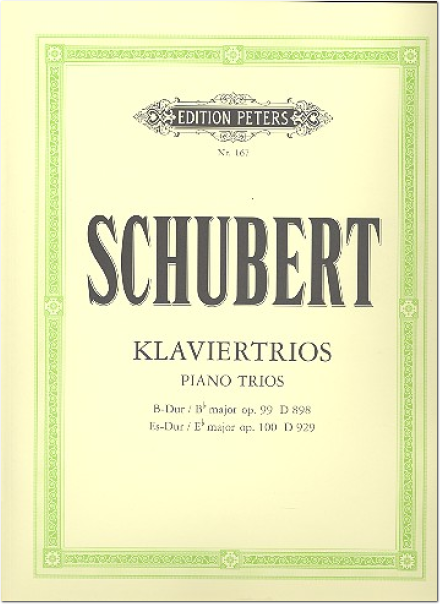 EDITION PETERS
Nr. 167
SCHUBERT
KLAVIERTRIOS
PIANO TRIOS
B-Dur / B♭ major op. 99 D 898
Es-Dur / E♭ major op. 100 D 929